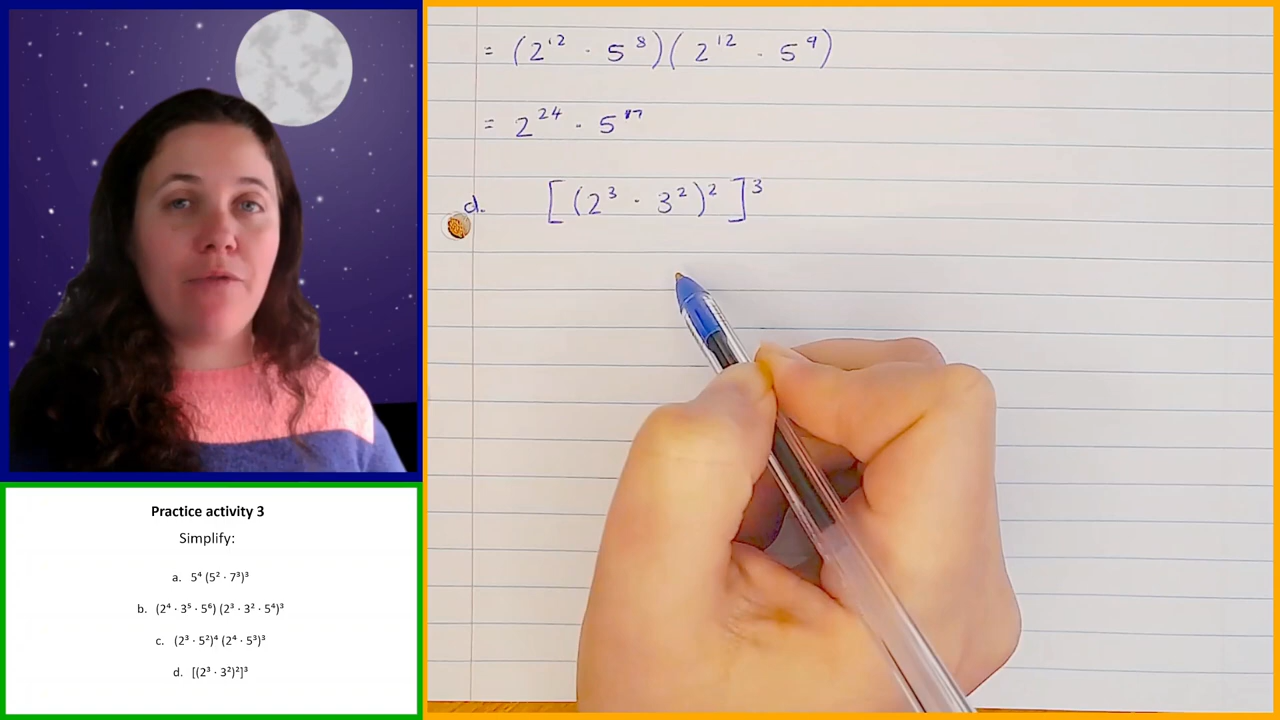 = (2¹² · 5⁸)(2¹² · 5⁹)
= 2²⁴ · 5¹⁷
d. [(2³ · 3²)²]³
Practice activity 3
Simplify:
a. 5⁴ (5² · 7³)³
b. (2⁴ · 3⁵ · 5⁶) (2³ · 3² · 5⁴)³
c. (2³ · 5²)⁴ (2⁴ · 5³)³
d. [(2³ · 3²)²]³